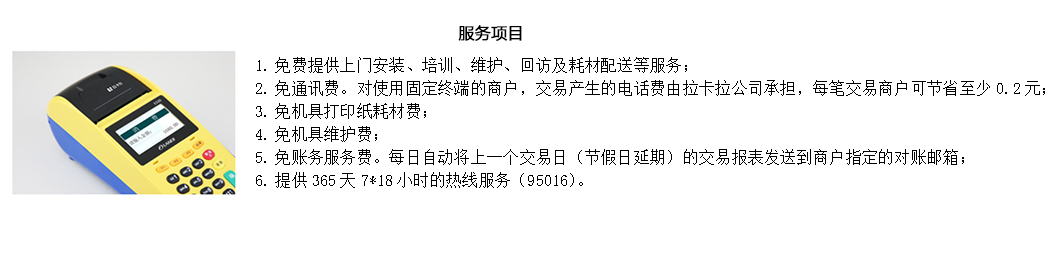 服务项目
1. 免费提供上门安装、培训、维护、回访及耗材配送等服务；
2. 免通讯费。对使用固定终端的商户，交易产生的电话费由拉卡拉公司承担，每笔交易商户可节省至少 0.2 元；
3. 免机具打印纸耗材费；
4. 免机具维护费；
5. 免账务服务费。每日自动将上一个交易日（节假日延期）的交易报表发送到商户指定的对账邮箱；
6. 提供 365 天 7*18 小时的热线服务（95016）。